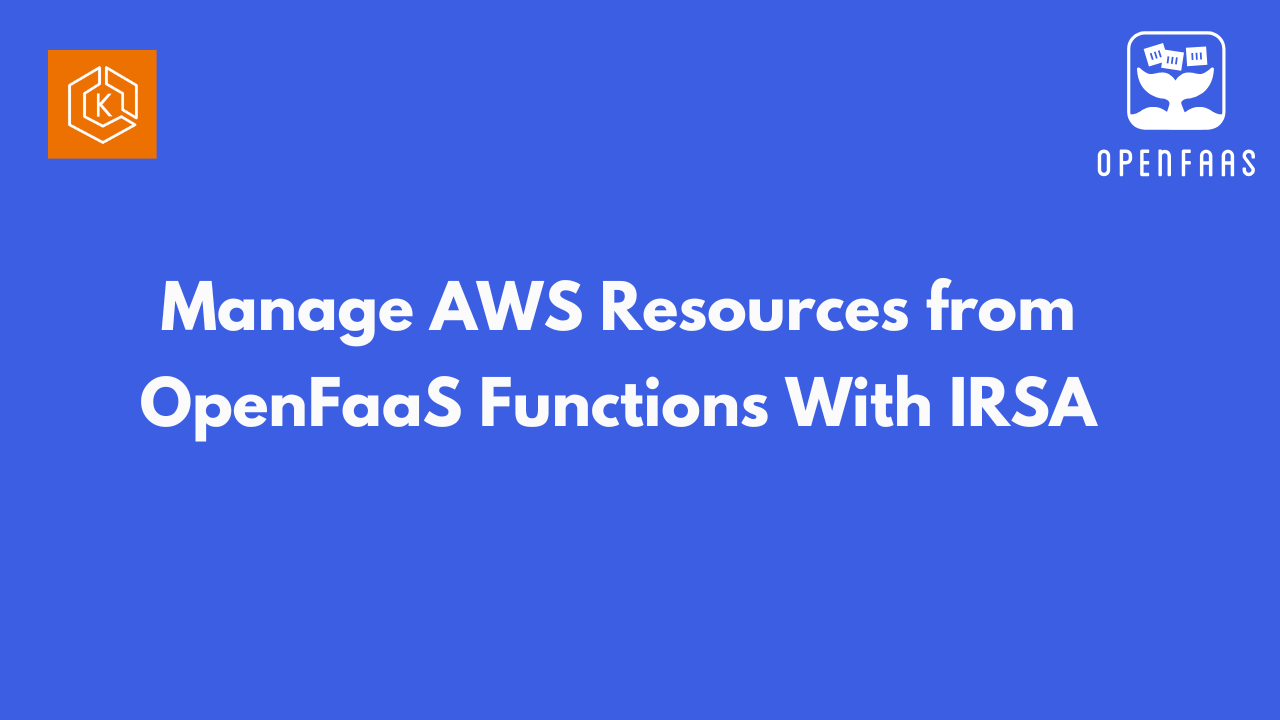 K
OPENFAAS
Manage AWS Resources from
OpenFaaS Functions With IRSA